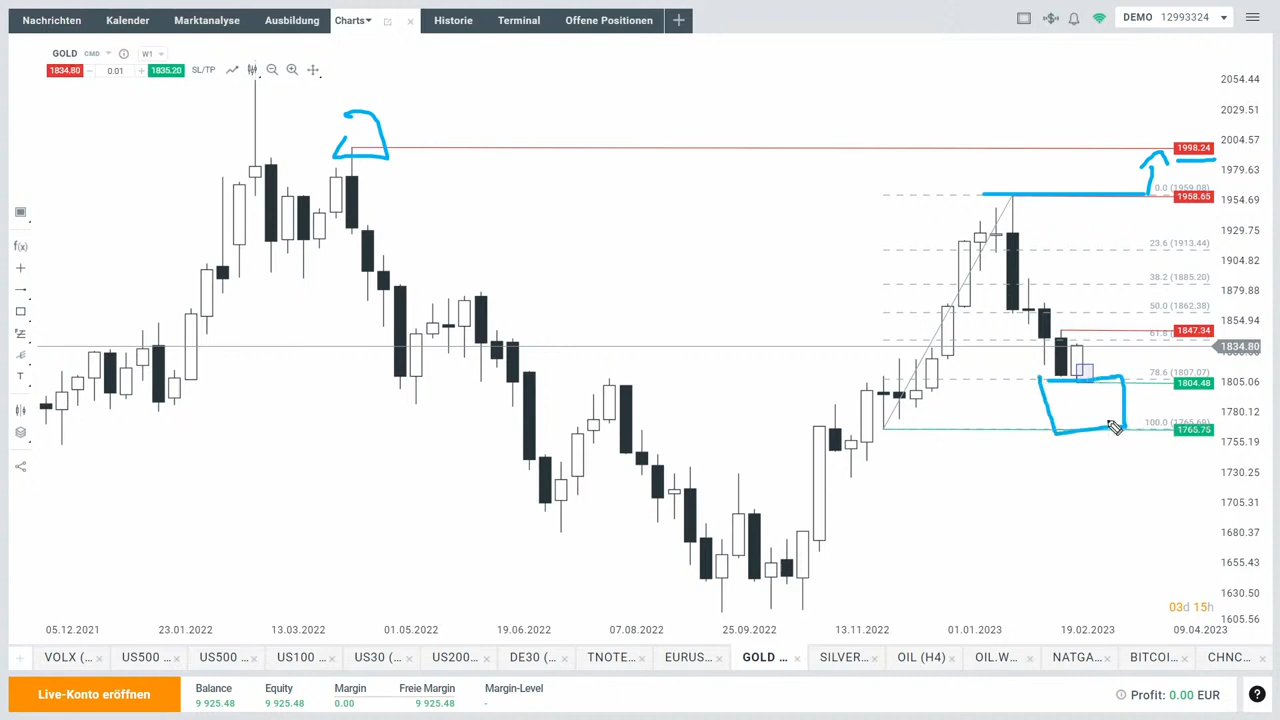 Nachrichten Kalender Marktanalyse Ausbildung Charts Historie Terminal Offene Positionen + DEMO 12993324
GOLD CMD W1
1834.80 0.01 1835.20 SL/TP
2054.44
2029.51
2004.57
1998.24
1979.63
0.0 (1959.08)
1958.65
1954.69
1929.75
23.6 (1913.44)
1904.82
38.2 (1885.20)
1879.88
50.0 (1862.38)
1854.94
1847.34
1834.80
78.6 (1807.07)
1804.48
1805.06
1780.12
1765.75
1755.19
1730.25
1705.31
1680.37
1655.43
1630.50
1605.56
f(x)
T
03d 15h
05.12.2021 23.01.2022 13.03.2022 01.05.2022 19.06.2022 07.08.2022 25.09.2022 13.11.2022 01.01.2023 19.02.2023 09.04.2023
VOLX (... US500 ... US500 ... US100 ... US30 (... US200... DE30 (... TNOTE... EURUS... GOLD ... SILVER... OIL (H4) OIL.W... NATGA... BITCOI... CHNC...
Live-Konto eröffnen
Balance Equity Margin Freie Margin Margin-Level
9 925.48 9 925.48 0.00 9 925.48 -
Profit: 0.00 EUR ?